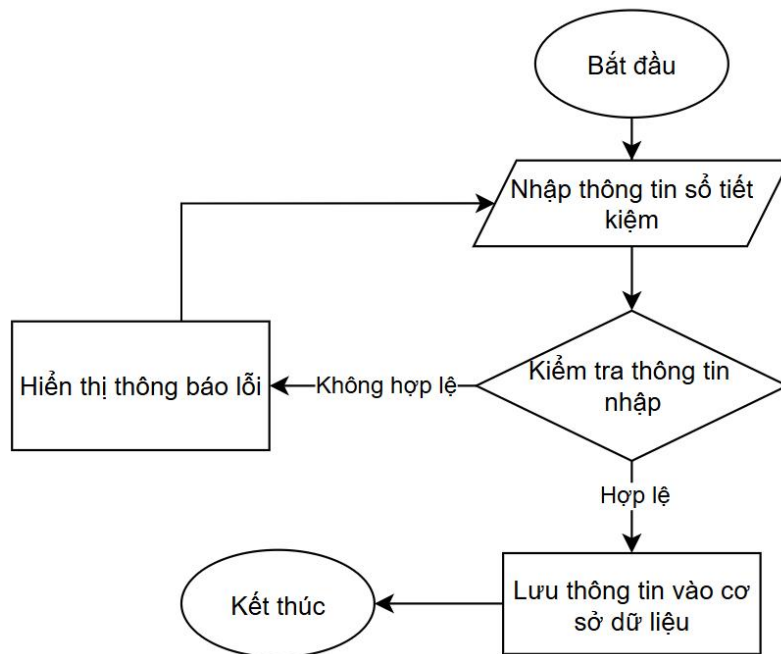 Bắt đầu
Nhập thông tin sổ tiết
kiệm
Kiểm tra thông tin
nhập
Không hợp lệ
Hiển thị thông báo lỗi
Hợp lệ
Lưu thông tin vào cơ
sở dữ liệu
Kết thúc